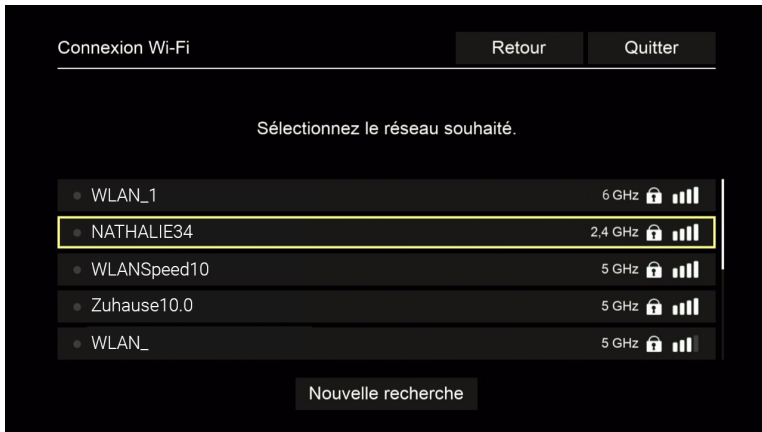 Connexion Wi-Fi Retour Quitter
Sélectionnez le réseau souhaité.
WLAN_1 6 GHz
NATHALIE34 2,4 GHz
WLANSpeed10 5 GHz
Zuhause10.0 5 GHz
WLAN_ 5 GHz
Nouvelle recherche